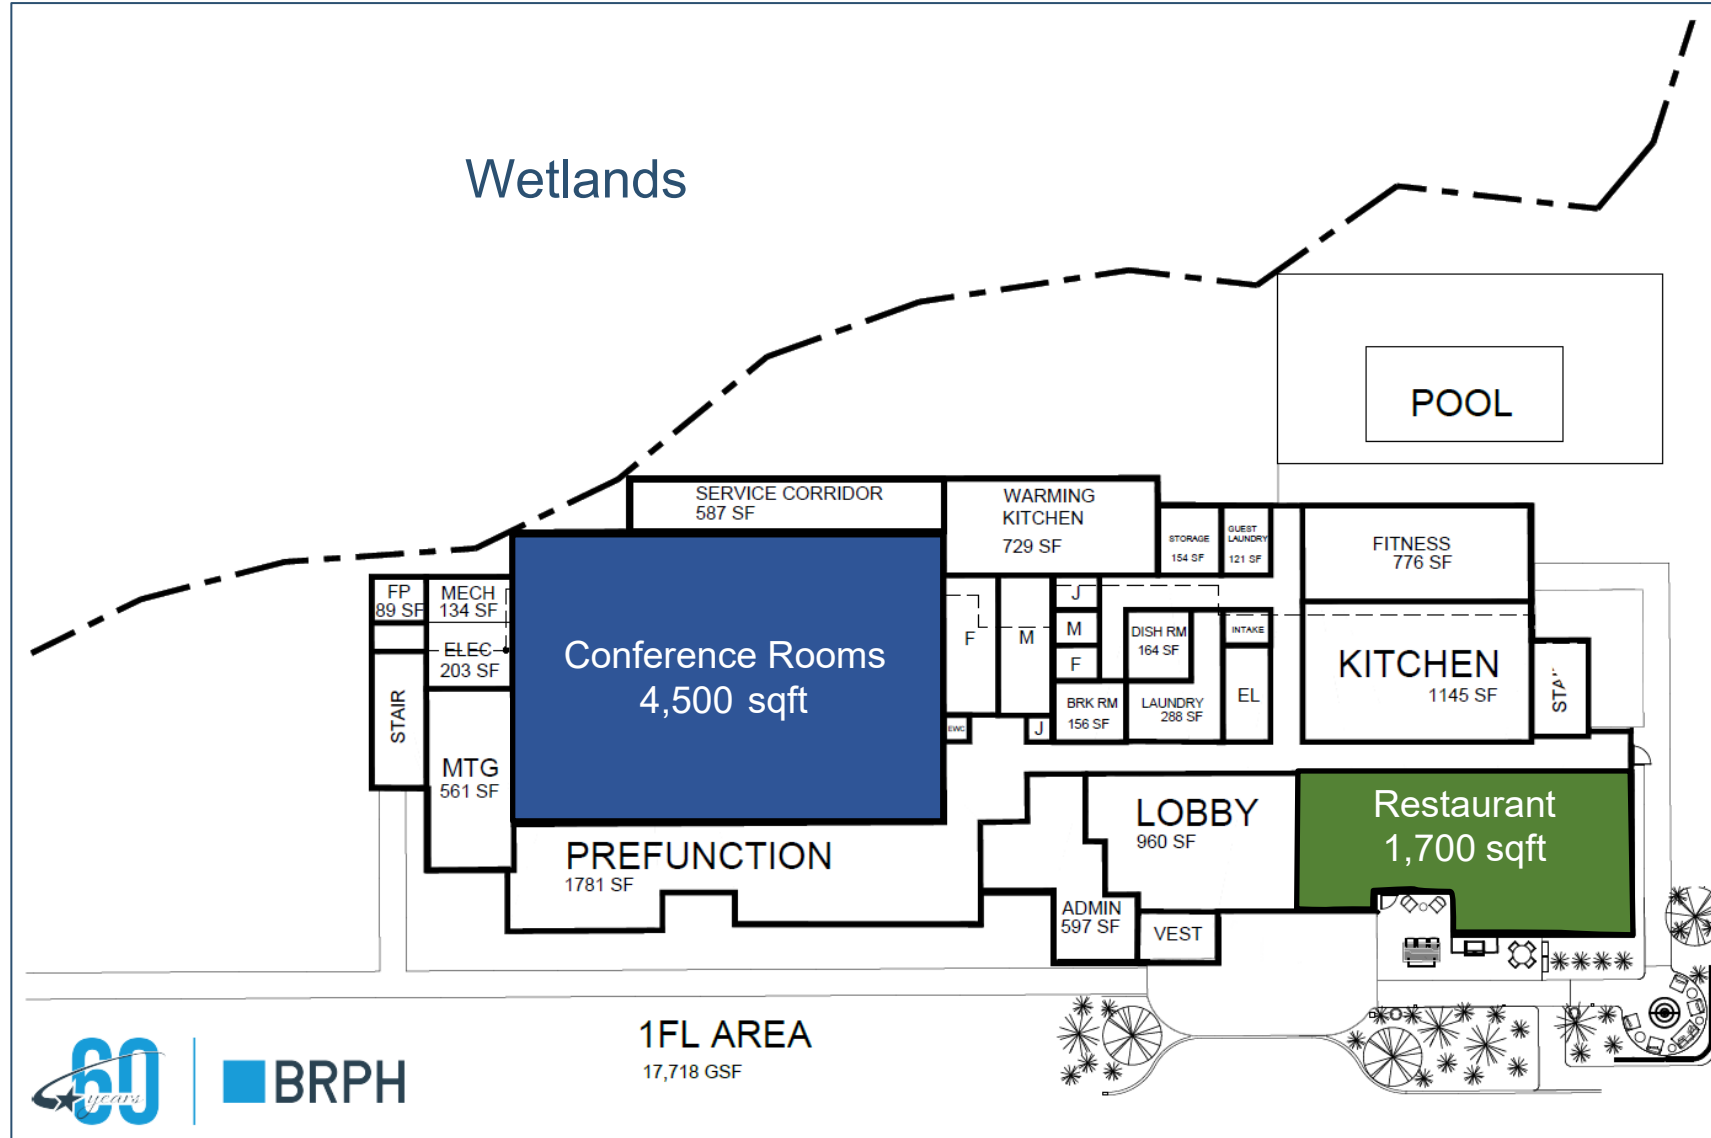 Wetlands
POOL
SERVICE CORRIDOR
587 SF
WARMING
KITCHEN
729 SF
STORAGE
154 SF
GUEST
LAUNDRY
121 SF
FITNESS
776 SF
FP
89 SF
MECH
134 SF
ELEC
203 SF
STAIR
MTG
561 SF
Conference Rooms
4,500 sqft
F
M
J
M
F
DISH RM
164 SF
INTAKE
EL
BRK RM
156 SF
LAUNDRY
288 SF
EWC
J
KITCHEN
1145 SF
STA
PREFUNCTION
1781 SF
LOBBY
960 SF
Restaurant
1,700 sqft
ADMIN
597 SF
VEST
1FL AREA
17,718 GSF
60
years
BRPH